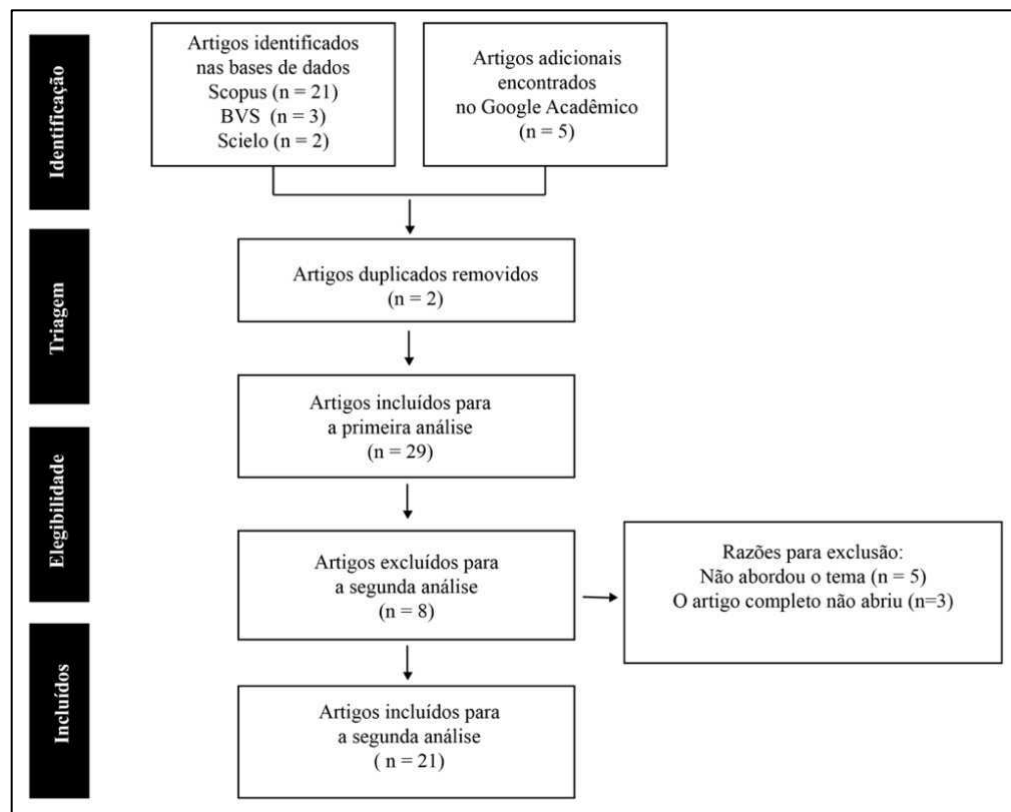 Identificação
Artigos identificados
nas bases de dados
Scopus (n = 21)
BVS (n = 3)
Scielo (n = 2)
Artigos adicionais
encontrados
no Google Acadêmico
(n = 5)
Triagem
Artigos duplicados removidos
(n = 2)
Artigos incluídos para
a primeira análise
(n = 29)
Elegibilidade
Artigos excluídos para
a segunda análise
(n = 8)
Razões para exclusão:
Não abordou o tema (n = 5)
O artigo completo não abriu (n=3)
Incluídos
Artigos incluídos para
a segunda análise
( n = 21)